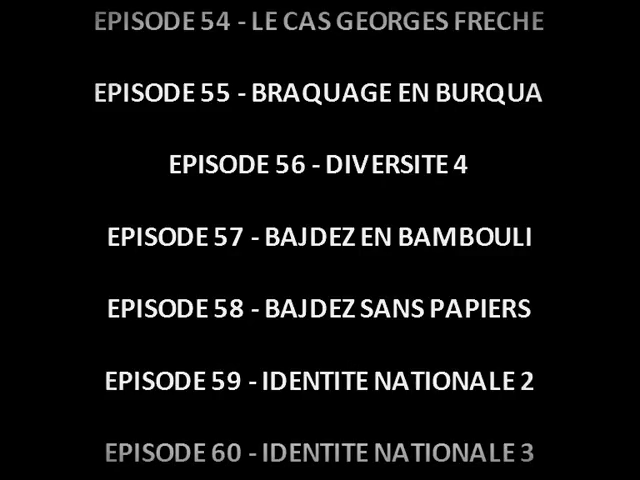 EPISODE 54 - LE CAS GEORGES FRECHE
EPISODE 55 - BRAQUAGE EN BURQUA
EPISODE 56 - DIVERSITE 4
EPISODE 57 - BAJDEZ EN BAMBOULI
EPISODE 58 - BAJDEZ SANS PAPIERS
EPISODE 59 - IDENTITE NATIONALE 2
EPISODE 60 - IDENTITE NATIONALE 3